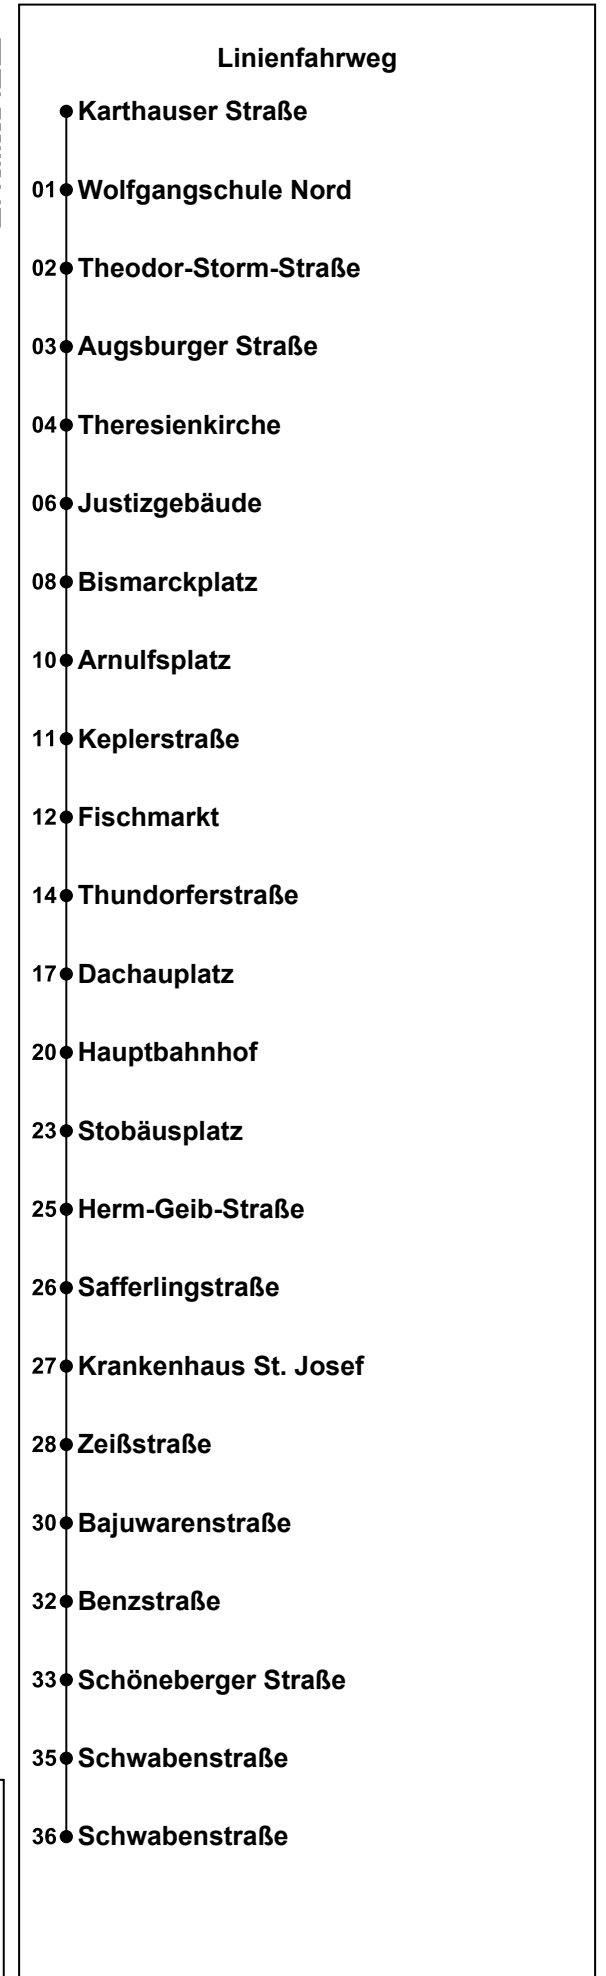 Linienfahrweg
Karthauser Straße
01 Wolfgangschule Nord
02 Theodor-Storm-Straße
03 Augsburger Straße
04 Theresienkirche
06 Justizgebäude
08 Bismarckplatz
10 Arnulfsplatz
11 Keplerstraße
12 Fischmarkt
14 Thundorferstraße
17 Dachauplatz
20 Hauptbahnhof
23 Stobäusplatz
25 Herm-Geib-Straße
26 Safferlingstraße
27 Krankenhaus St. Josef
28 Zeißstraße
30 Bajuwarenstraße
32 Benzstraße
33 Schöneberger Straße
35 Schwabenstraße
36 Schwabenstraße